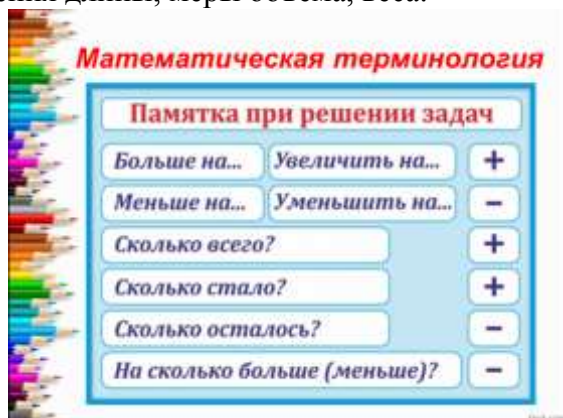 Математическая терминология
Памятка при решении задач
Больше на... Увеличить на... +
Меньше на... Уменьшить на... −
Сколько всего? +
Сколько стало? +
Сколько осталось? −
На сколько больше (меньше)? −